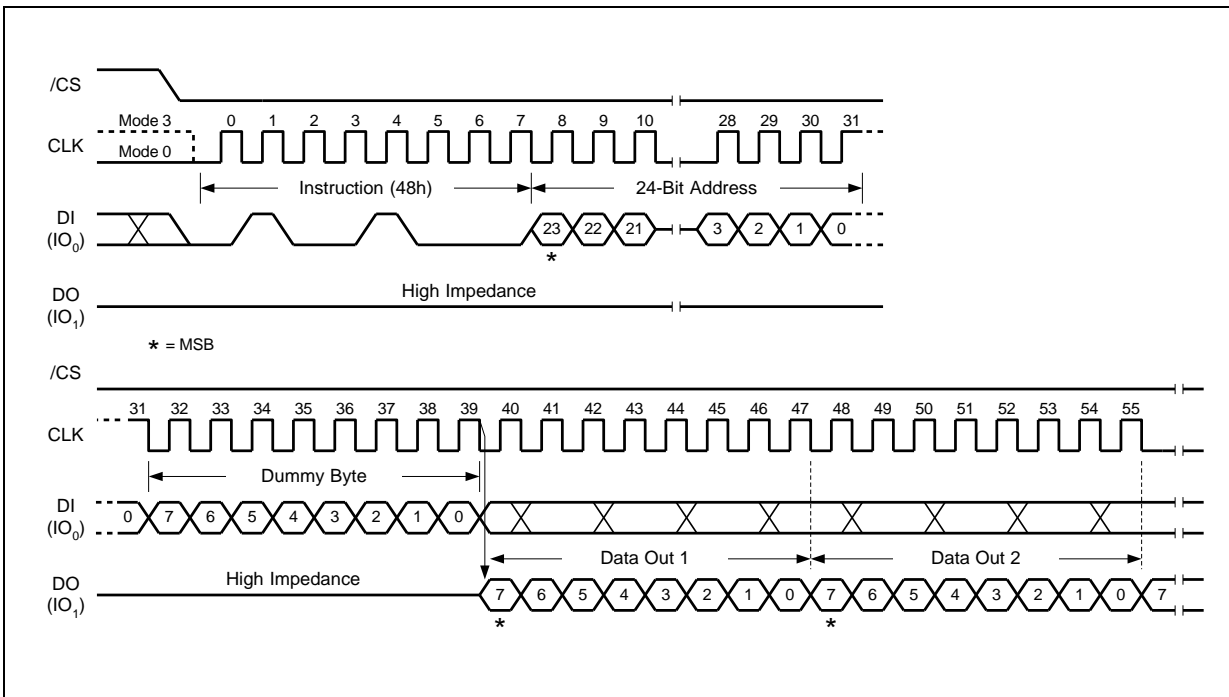 /CS
Mode 3
0 1 2 3 4 5 6 7 8 9 10 28 29 30 31
CLK
Mode 0
Instruction (48h) 24-Bit Address
DI
(IO0)
23 22 21 3 2 1 0
*
DO
(IO1)
High Impedance
* = MSB
/CS
31 32 33 34 35 36 37 38 39 40 41 42 43 44 45 46 47 48 49 50 51 52 53 54 55
CLK
Dummy Byte
DI
(IO0)
0 7 6 5 4 3 2 1 0
Data Out 1 Data Out 2
DO
(IO1)
High Impedance
7 6 5 4 3 2 1 0 7 6 5 4 3 2 1 0 7
* *